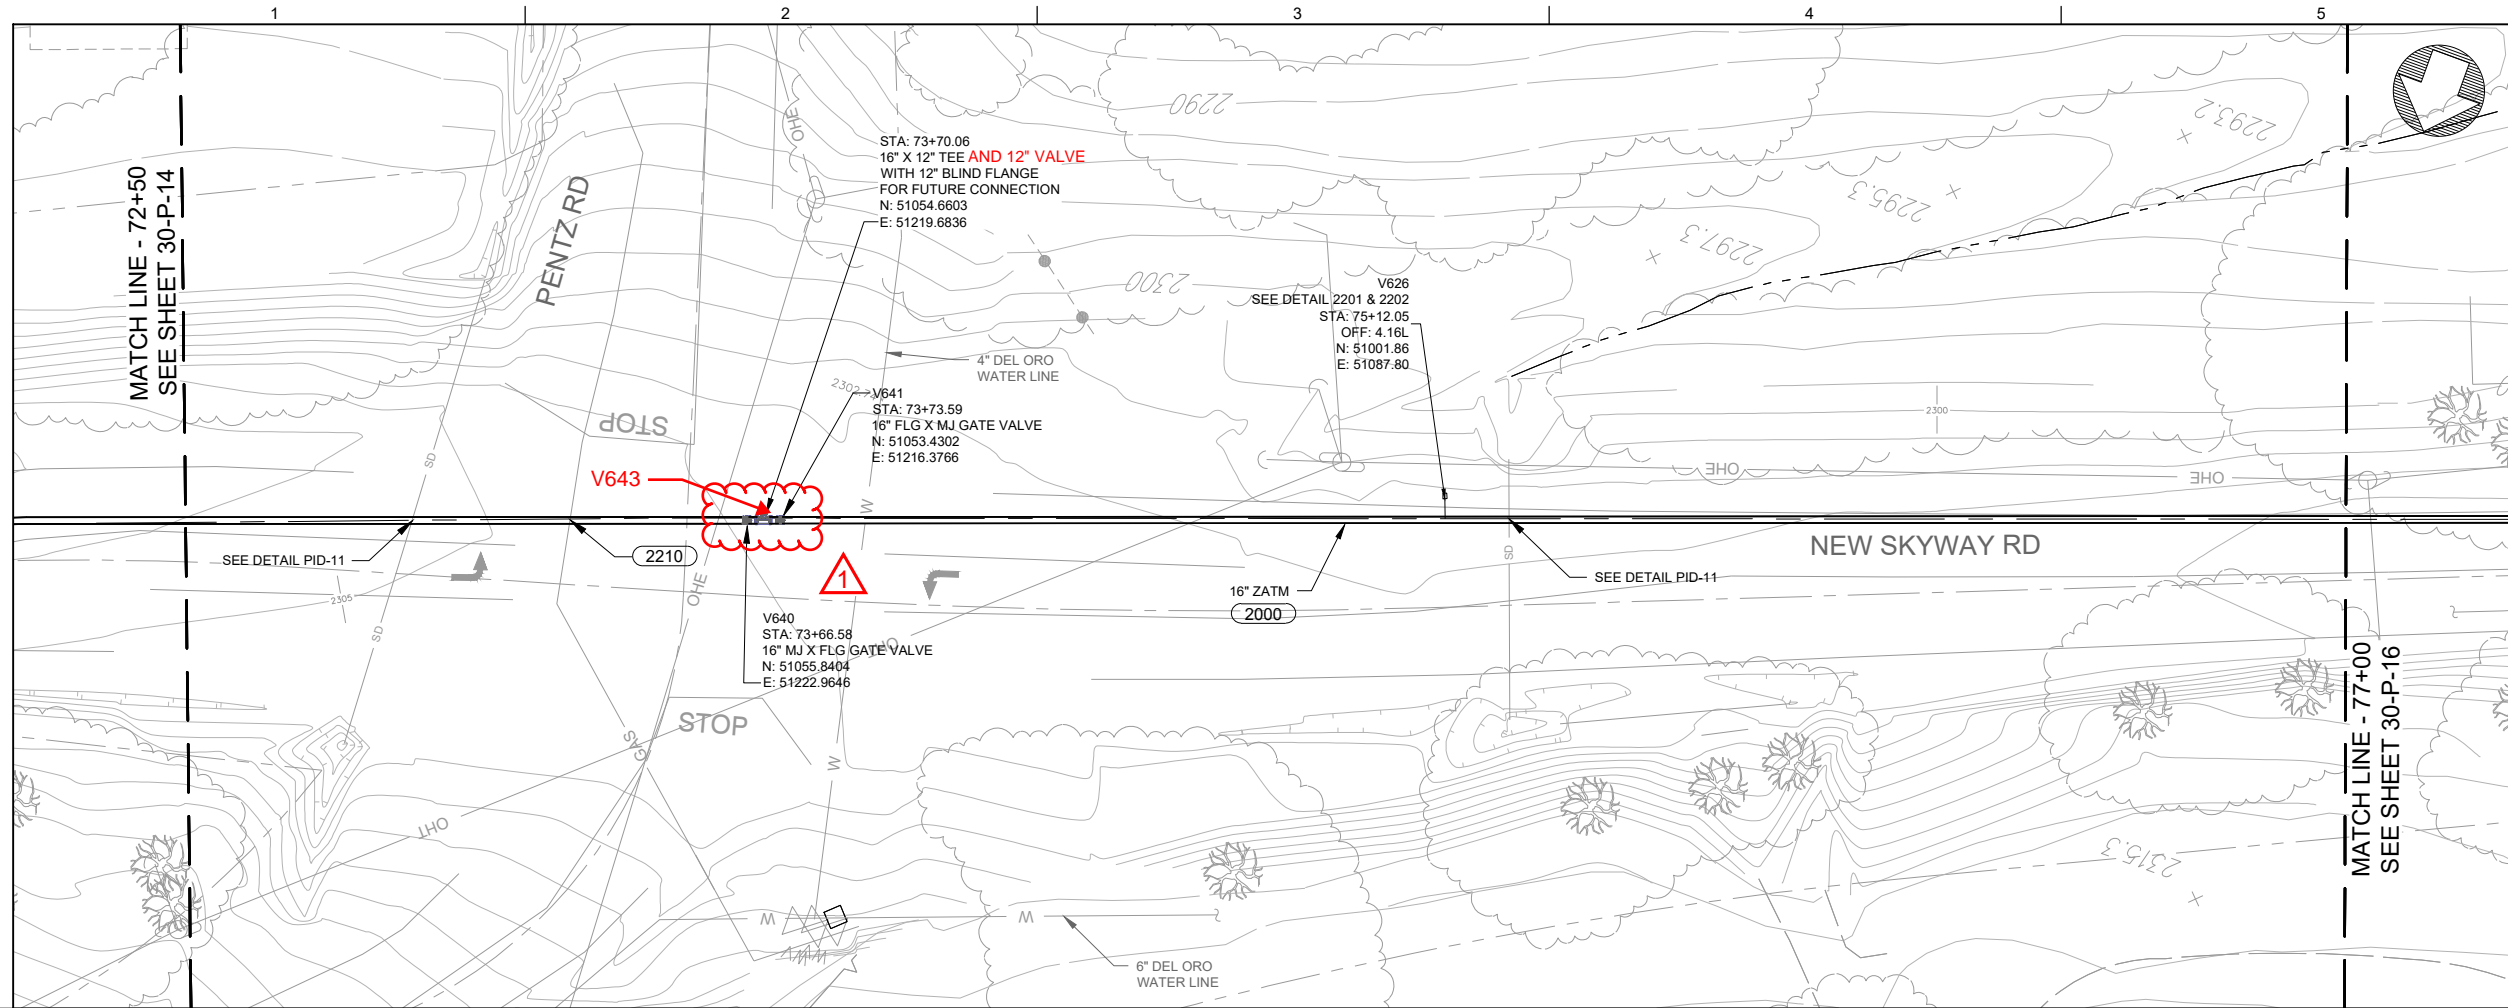 1
2
3
4
5
MATCH LINE - 72+50
SEE SHEET 30-P-14
PENTZ RD
OHE
STA: 73+70.06
16" X 12" TEE AND 12" VALVE
WITH 12" BLIND FLANGE
FOR FUTURE CONNECTION
N: 51054.6603
E: 51219.6836
2290
2293.2
2295.3
2297.3
2300
V626
SEE DETAIL 2201 & 2202
STA: 75+12.05
OFF: 4.16L
N: 51001.86
E: 51087.80
4" DEL ORO
WATER LINE
V641
STA: 73+73.59
16" FLG X MJ GATE VALVE
N: 51053.4302
E: 51216.3766
STOP
2300
SD
V643
W
OHE
OHE
SEE DETAIL PID-11
2210
1
OHE
SD
NEW SKYWAY RD
SEE DETAIL PID-11
16" ZATM
2000
2305
SD
V640
STA: 73+66.58
16" MJ X FLG GATE VALVE
N: 51055.8404
E: 51222.9646
OHT
STOP
GAS
W
OHT
MATCH LINE - 77+00
SEE SHEET 30-P-16
2315.3
W
W
6" DEL ORO
WATER LINE